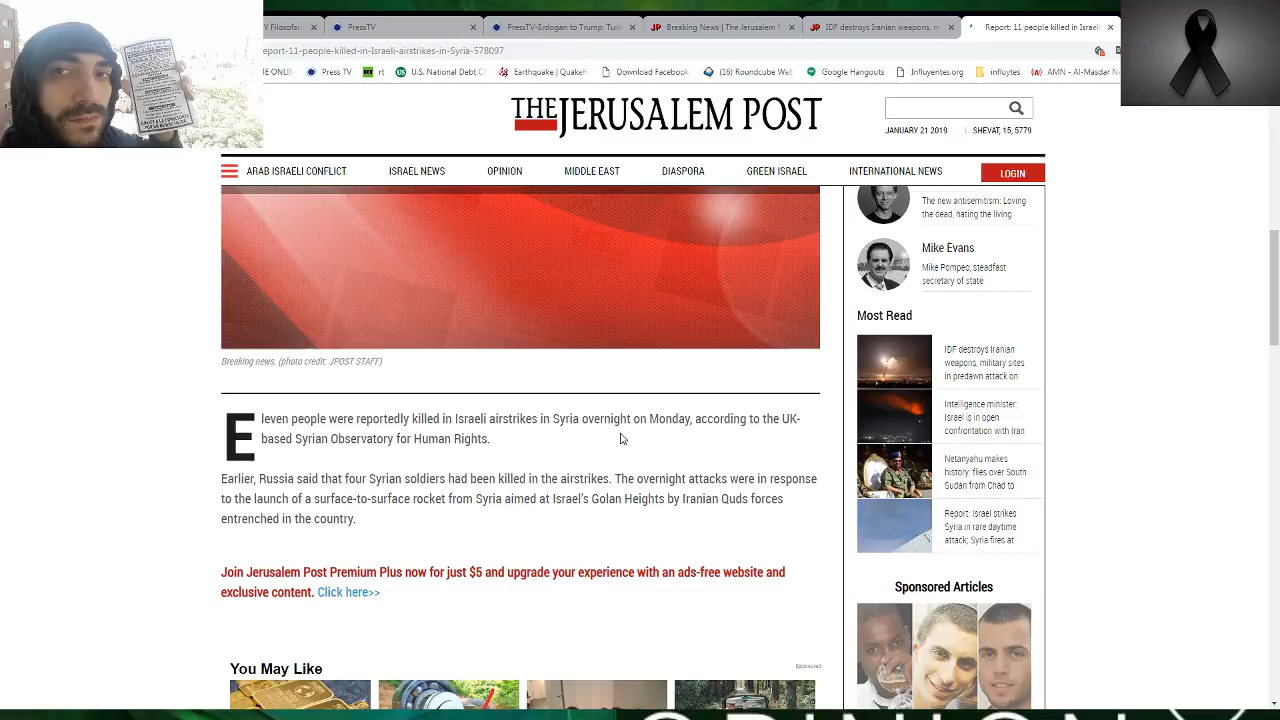 X Filosofan
PressTV
PressTV-Erdogan to Trump: Turk
Breaking News | The Jerusalem P
IDF destroys Iranian weapons, m
Report: 11 people killed in Israeli
eport-11-people-killed-in-Israeli-airstrikes-in-Syria-578097
HE ONLIN
Press TV
rt
U.S. National Debt Cl
Earthquake | QuakeF
Download Facebook
(16) Roundcube Web
Google Hangouts
Influyentes.org
influytes
AMN - Al-Masdar N
THE JERUSALEM POST
JANUARY 21 2019 | SHEVAT, 15, 5779
ARAB ISRAELI CONFLICT
ISRAEL NEWS
OPINION
MIDDLE EAST
DIASPORA
GREEN ISRAEL
INTERNATIONAL NEWS
LOGIN
The new antisemitism: Loving
the dead, hating the living
Mike Evans
Mike Pompeo, steadfast
secretary of state
Most Read
IDF destroys Iranian
weapons, military sites
in predawn attack on
Intelligence minister:
Israel is in open
confrontation with Iran
Netanyahu makes
history: flies over South
Sudan from Chad to
Report: Israel strikes
Syria in rare daytime
attack; Syria fires at
Sponsored Articles
Breaking news. (photo credit: JPOST STAFF)
Eleven people were reportedly killed in Israeli airstrikes in Syria overnight on Monday, according to the UK-
based Syrian Observatory for Human Rights.
Earlier, Russia said that four Syrian soldiers had been killed in the airstrikes. The overnight attacks were in response
to the launch of a surface-to-surface rocket from Syria aimed at Israel's Golan Heights by Iranian Quds forces
entrenched in the country.
Join Jerusalem Post Premium Plus now for just $5 and upgrade your experience with an ads-free website and
exclusive content. Click here>>
You May Like
Sponsored